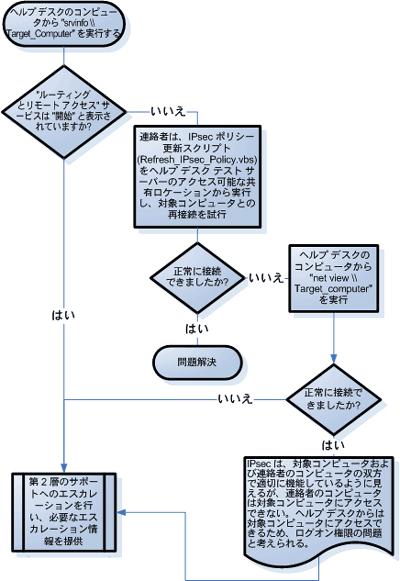 ヘルプ デスクのコンピュータ
から "srvinfo \\
Target_Computer" を実行する
"ルーティング
とリモート アクセス" サ
ービスは "開始" と表示さ
れていますか?
いいえ
連絡者は、IPsec ポリシー
更新スクリプト
(Refresh_IPsec_Policy.vbs)
をヘルプ デスク テスト サ
ーバーのアクセス可能な共
有ロケーションから実行
し、対象コンピュータとの
再接続を試行
正常に接続
できましたか?
いいえ
ヘルプ デスクの
コンピュータから
"net view \\
Target_computer"
を実行
はい
はい
問題解決
正常に接続で
きましたか?
いいえ
はい
IPsec は、対象コンピュータおよ
び連絡者のコンピュータの双方
で適切に機能しているように見
えるが、連絡者のコンピュータ
は対象コンピュータにアクセス
できない。ヘルプ デスクからは
対象コンピュータにアクセスで
きるため、ログオン権限の問題
と考えられる。
第 2 層のサポート
へのエスカレーシ
ョンを行い、必要なエス
カレーション情
報を提供